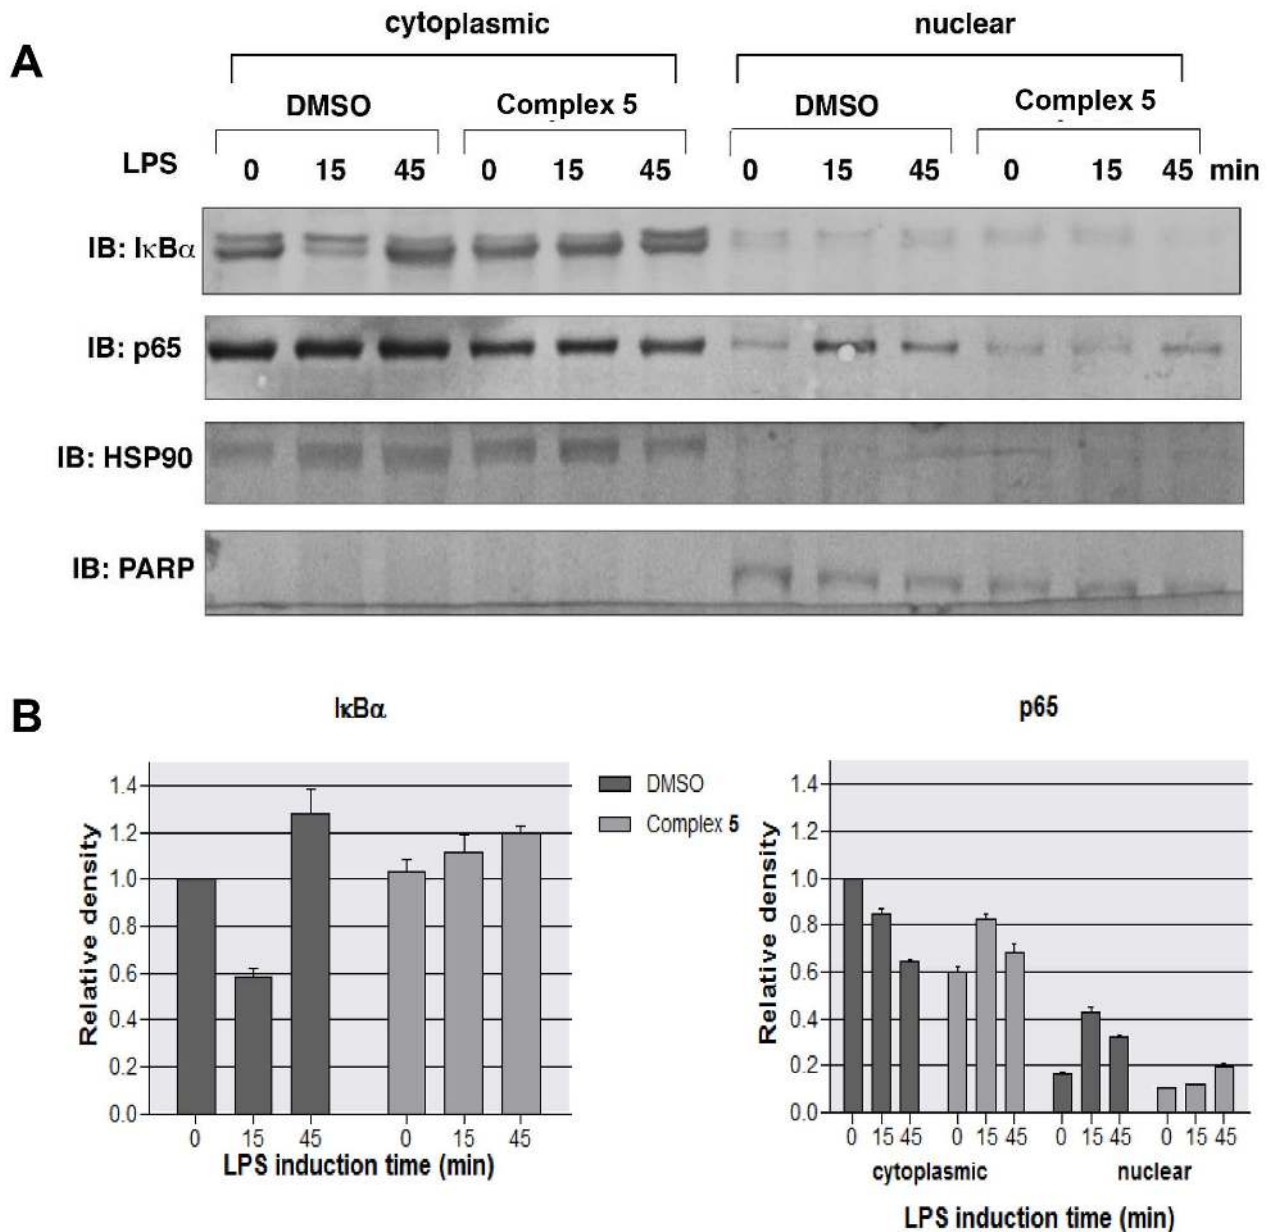 A
cytoplasmic nuclear
DMSO Complex 5 DMSO Complex 5
LPS 0 15 45 0 15 45 0 15 45 0 15 45 min
IB: IκBα
IB: p65
IB: HSP90
IB: PARP
B
IκBα
1.4
1.2
1.0
0.8
0.6
0.4
0.2
0.0
Relative density
0 15 45 0 15 45
LPS induction time (min)
DMSO
Complex 5
p65
1.4
1.2
1.0
0.8
0.6
0.4
0.2
0.0
Relative density
0 15 45 0 15 45 0 15 45 0 15 45
cytoplasmic nuclear
LPS induction time (min)